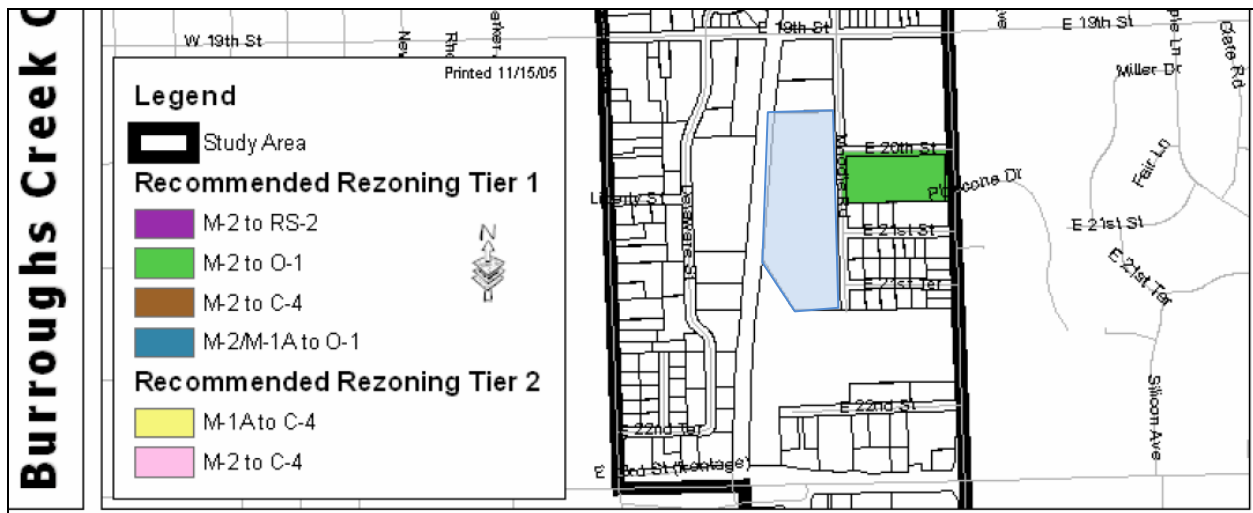 Burroughs Creek C
W 19th St
E 19th St
E 19th St
Printed 11/15/05
Legend
Study Area
Recommended Rezoning Tier 1
M-2 to RS-2
M-2 to O-1
M-2 to C-4
M-2/M-1A to O-1
Recommended Rezoning Tier 2
M-1A to C-4
M-2 to C-4
N
Miller Dr
Fair Ln
E 20th St
Liberty St
Delaware St
E 21st St
E 21st St
E 21st Ter
E 21st Ter
E 22nd St
22nd Ter
3rd St (frontage)
Silicon Ave